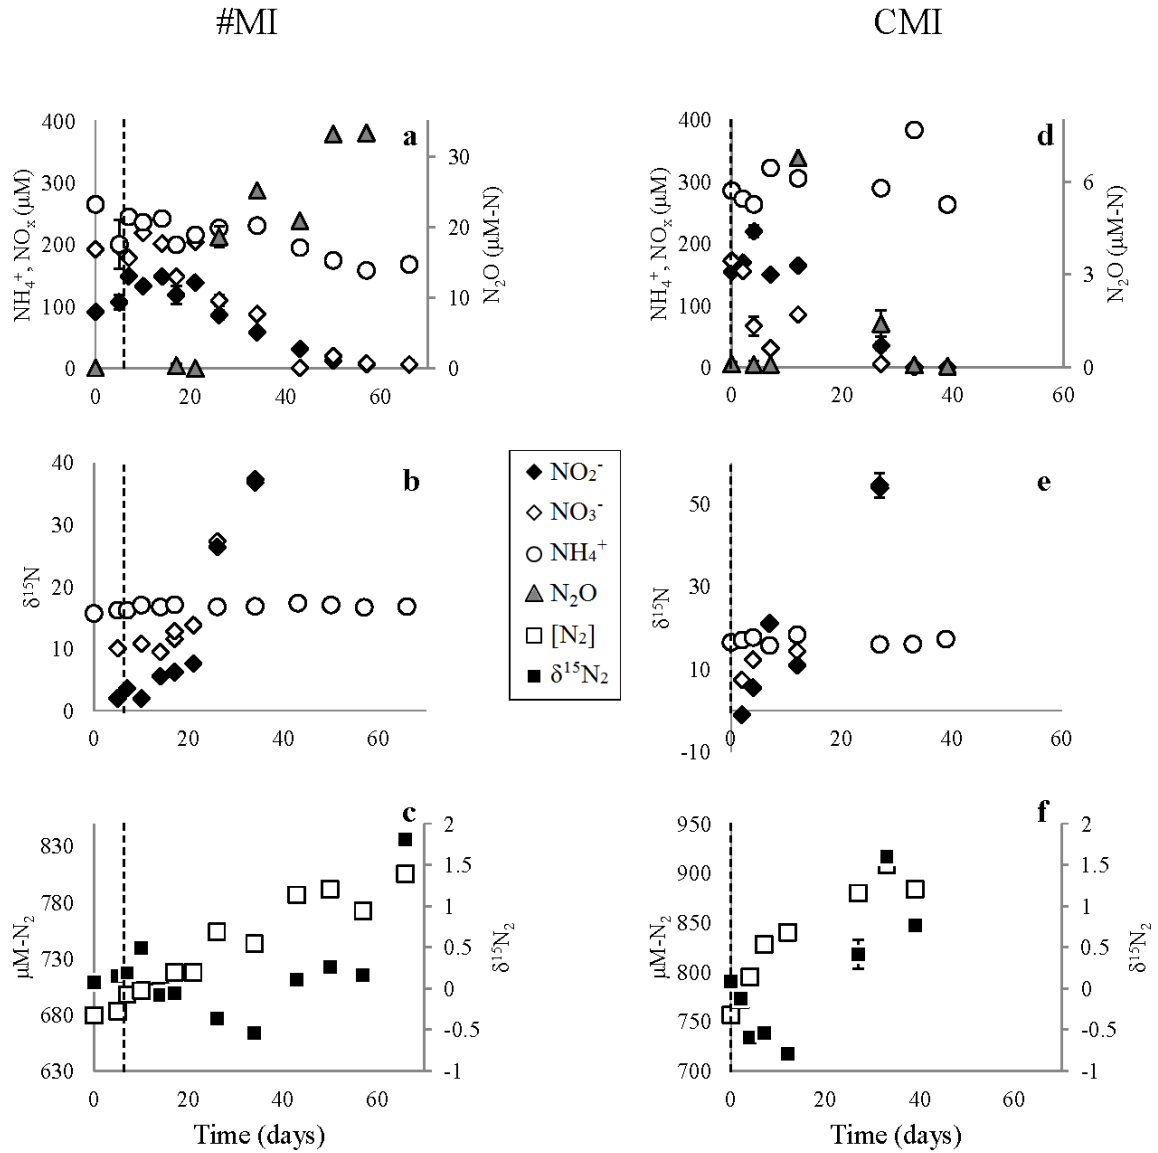 #MI
CMI
a
400
300
200
100
0
NH₄⁺, NOₓ (μM)
30
20
10
0
N₂O (μM-N)
0 20 40 60
d
400
300
200
100
0
NH₄⁺, NOₓ (μM)
6
3
0
N₂O (μM-N)
0 20 40 60
b
40
30
20
10
0
δ¹⁵N
0 20 40 60
NO₂⁻
NO₃⁻
NH₄⁺
N₂O
[N₂]
δ¹⁵N₂
e
50
30
10
-10
δ¹⁵N
0 20 40 60
c
830
780
730
680
630
μM-N₂
2
1.5
1
0.5
0
-0.5
-1
δ¹⁵N₂
0 20 40 60
Time (days)
f
950
900
850
800
750
700
μM-N₂
2
1.5
1
0.5
0
-0.5
-1
δ¹⁵N₂
0 20 40 60
Time (days)